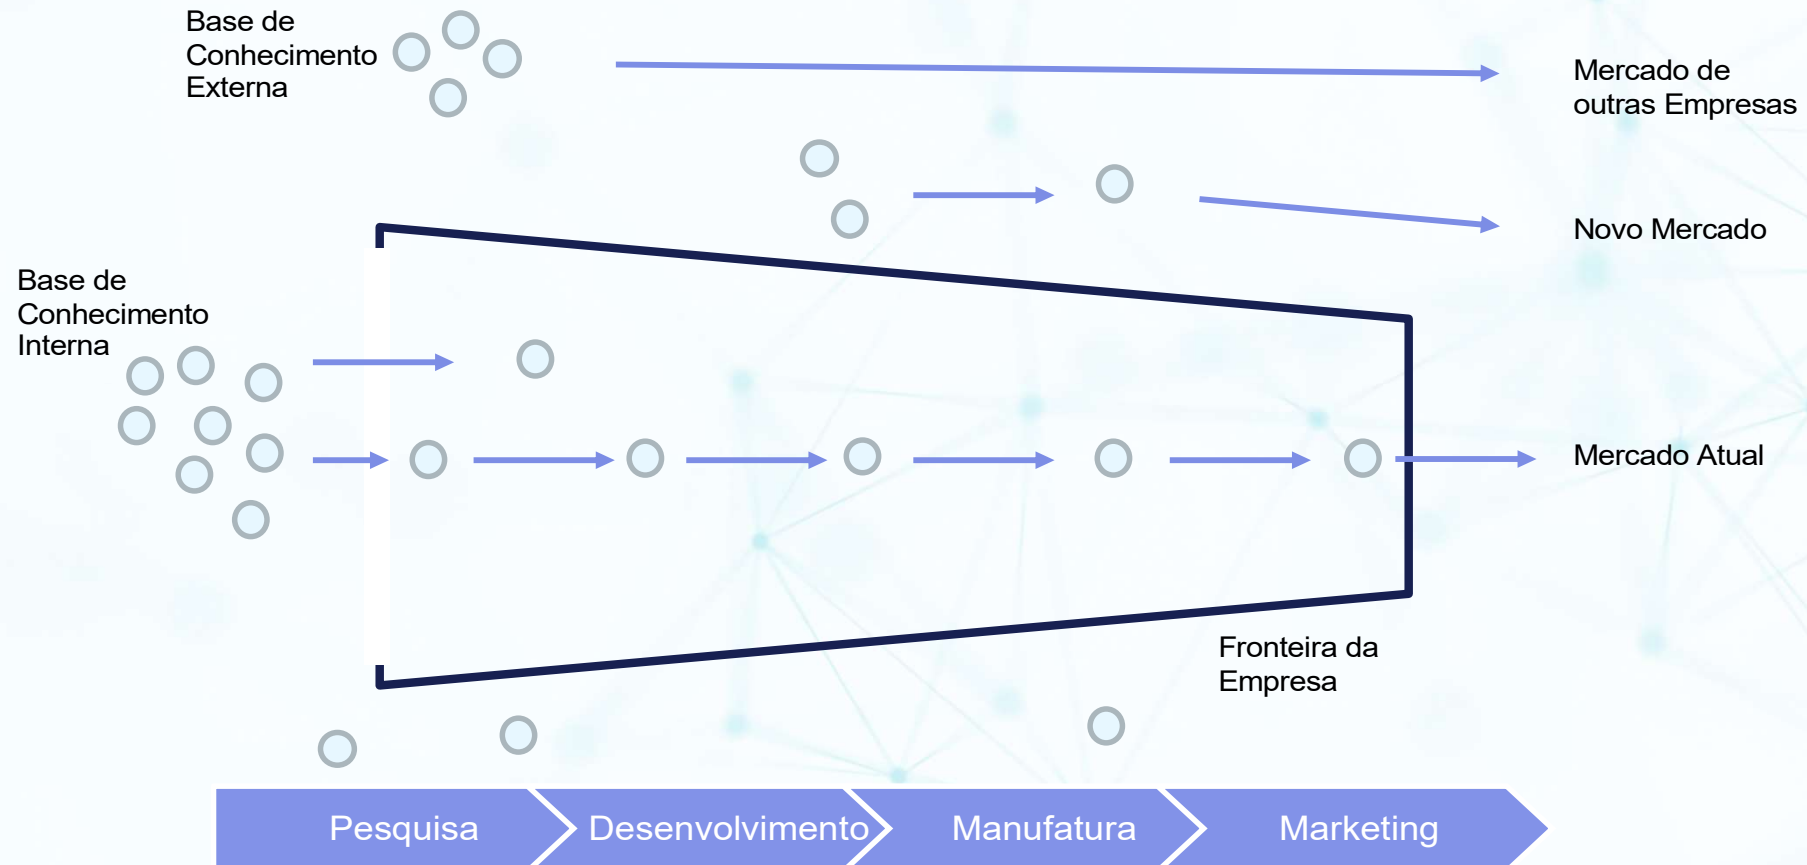 Base de
Conhecimento
Externa
Mercado de
outras Empresas
Novo Mercado
Base de
Conhecimento
Interna
Mercado Atual
Fronteira da
Empresa
Pesquisa
Desenvolvimento
Manufatura
Marketing